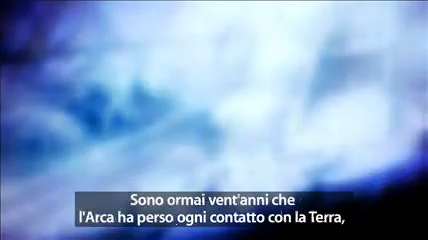 Sono ormai vent'anni che
l'Arca ha perso ogni contatto con la Terra,